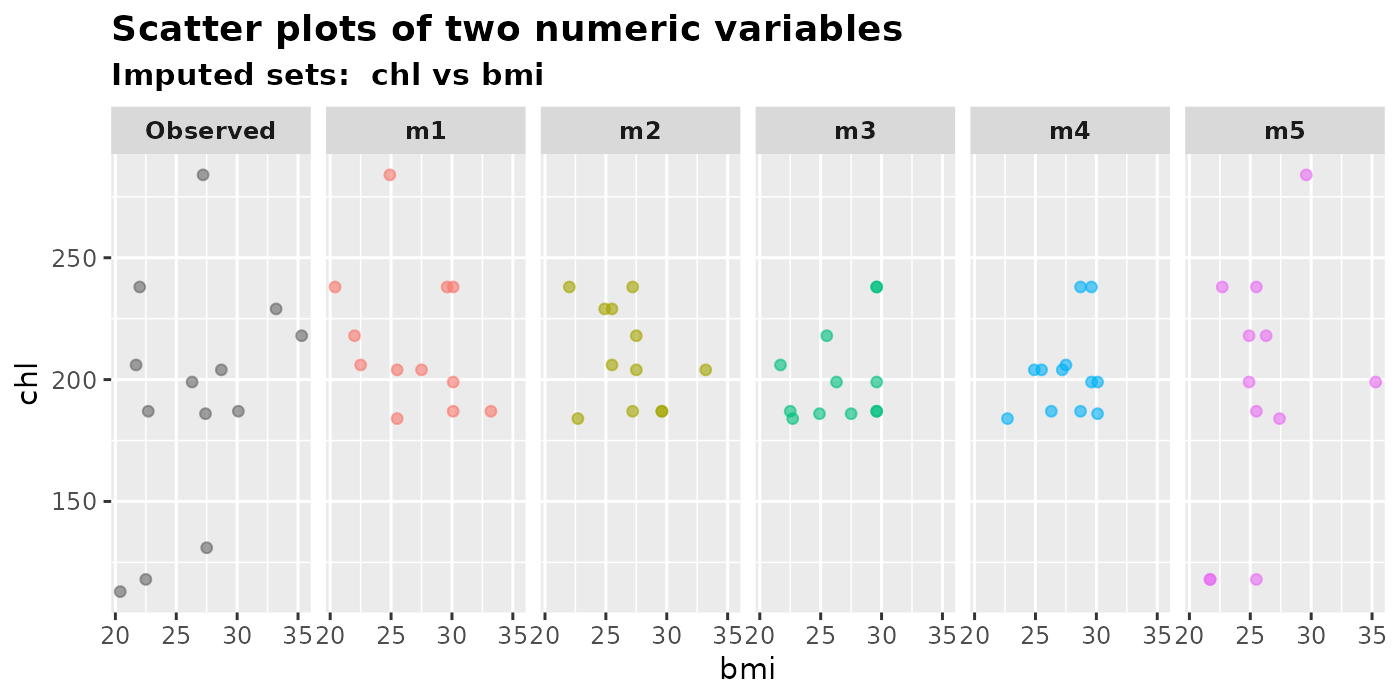 Scatter plots of two numeric variables
Imputed sets:  chl vs bmi
Observed m1 m2 m3 m4 m5
250
200
150
chl
20 25 30 35 20 25 30 35 20 25 30 35 20 25 30 35 20 25 30 35 20 25 30 35
bmi